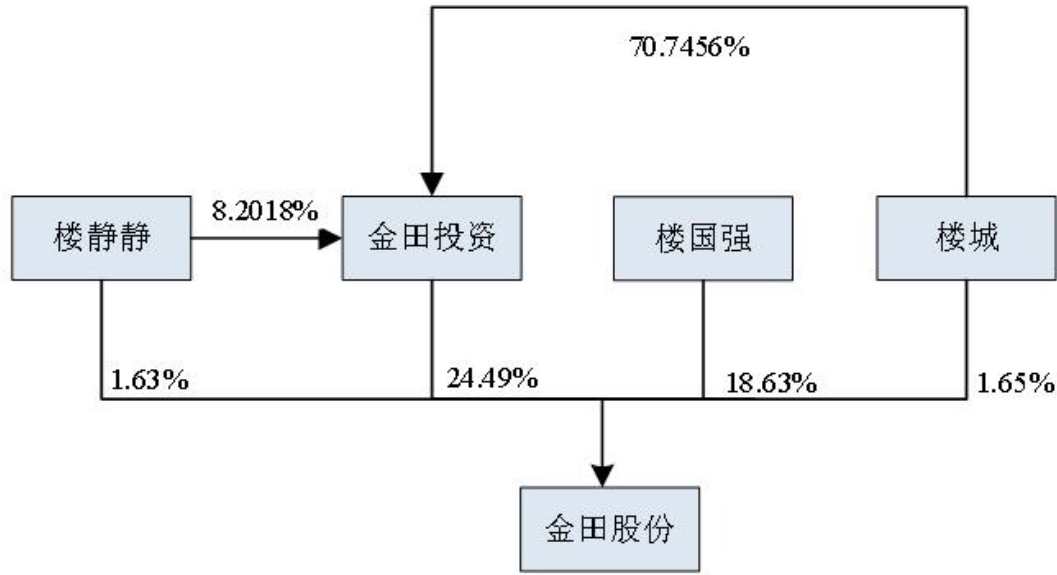 70.7456%
8.2018%
楼静静
金田投资
楼国强
楼城
1.63%
24.49%
18.63%
1.65%
金田股份